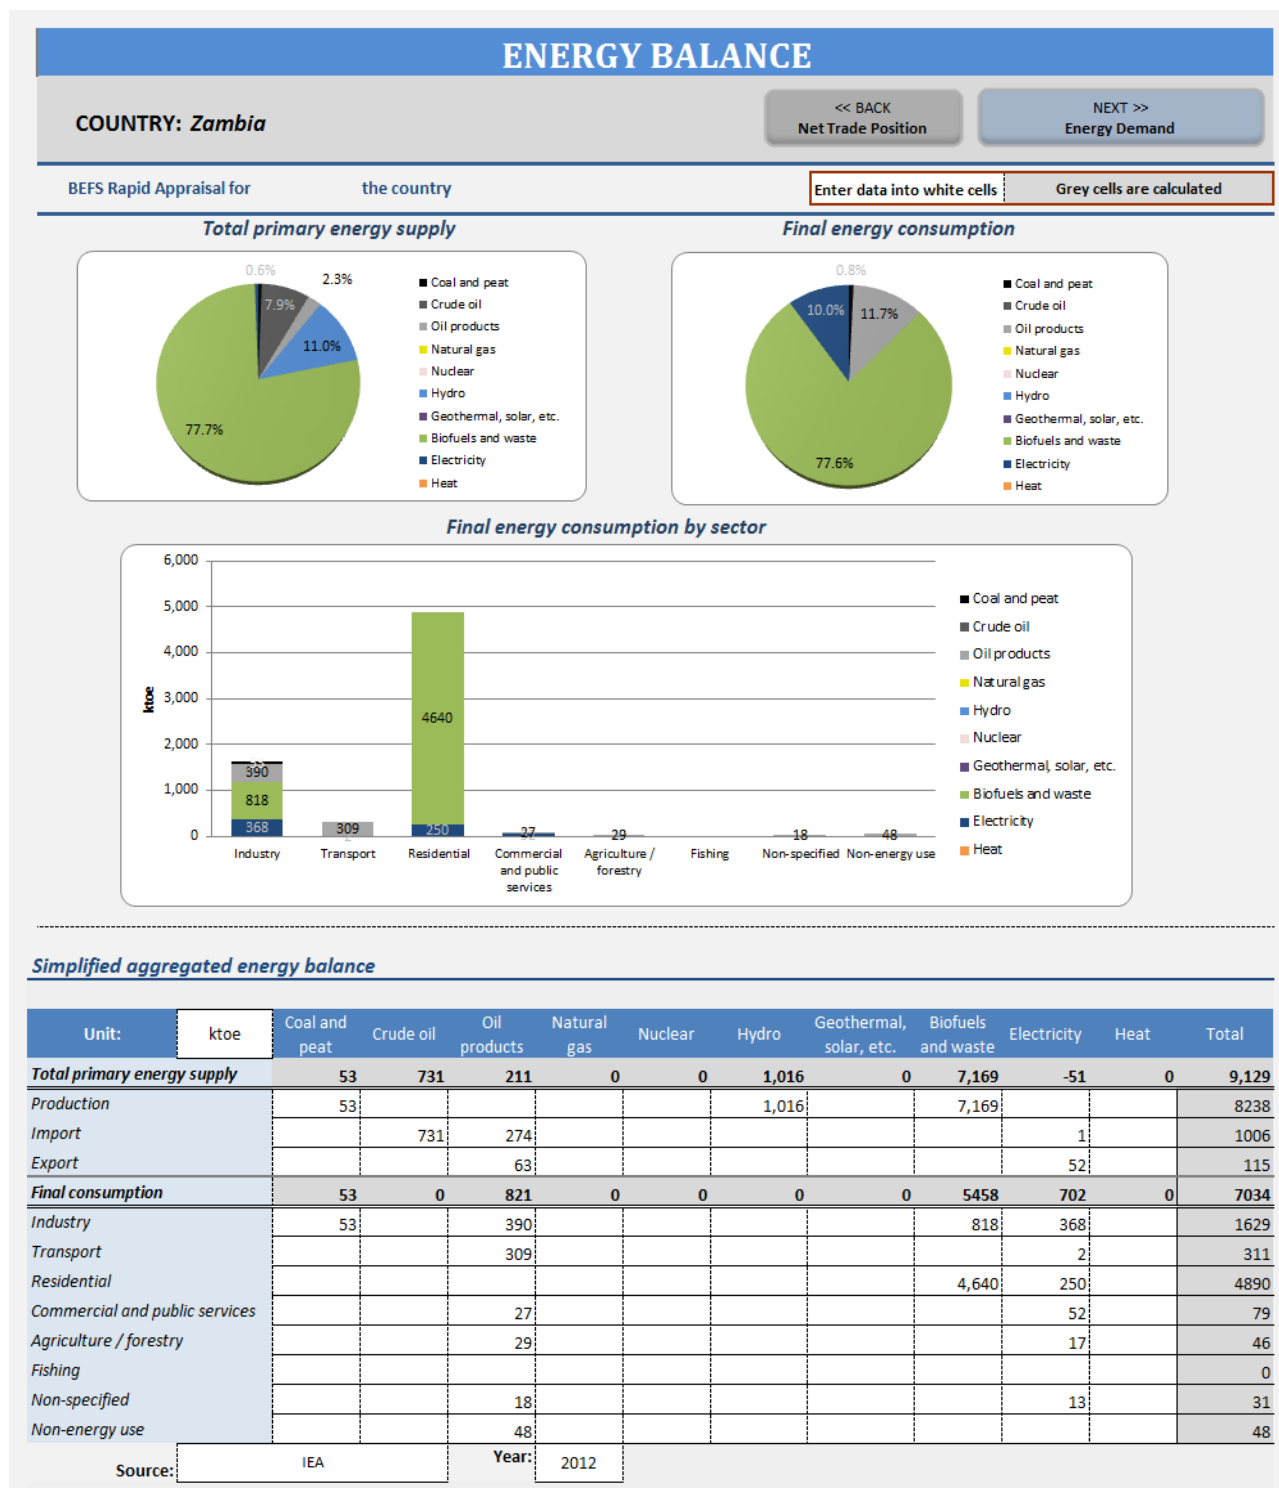 ENERGY BALANCE
COUNTRY: Zambia
<< BACK
Net Trade Position
NEXT >>
Energy Demand
BEFS Rapid Appraisal for the country
Enter data into white cells Grey cells are calculated
Total primary energy supply
0.6%
2.3%
7.9%
11.0%
77.7%
Coal and peat
Crude oil
Oil products
Natural gas
Nuclear
Hydro
Geothermal, solar, etc.
Biofuels and waste
Electricity
Heat
Final energy consumption
0.8%
10.0%
11.7%
77.6%
Coal and peat
Crude oil
Oil products
Natural gas
Nuclear
Hydro
Geothermal, solar, etc.
Biofuels and waste
Electricity
Heat
Final energy consumption by sector
ktoe
6,000
5,000
4,000
3,000
2,000
1,000
0
390
818
368
309
2
4640
250
27
29
18
48
Industry
Transport
Residential
Commercial and public services
Agriculture / forestry
Fishing
Non-specified
Non-energy use
Coal and peat
Crude oil
Oil products
Natural gas
Hydro
Nuclear
Geothermal, solar, etc.
Biofuels and waste
Electricity
Heat
Simplified aggregated energy balance
Unit: ktoe Coal and peat Crude oil Oil products Natural gas Nuclear Hydro Geothermal, solar, etc. Biofuels and waste Electricity Heat Total
Total primary energy supply 53 731 211 0 0 1,016 0 7,169 -51 0 9,129
Production 53 1,016 7,169 8238
Import 731 274 1 1006
Export 63 52 115
Final consumption 53 0 821 0 0 0 0 5458 702 0 7034
Industry 53 390 818 368 1629
Transport 309 2 311
Residential 4,640 250 4890
Commercial and public services 27 52 79
Agriculture / forestry 29 17 46
Fishing 0
Non-specified 18 13 31
Non-energy use 48 48
Source: IEA Year: 2012